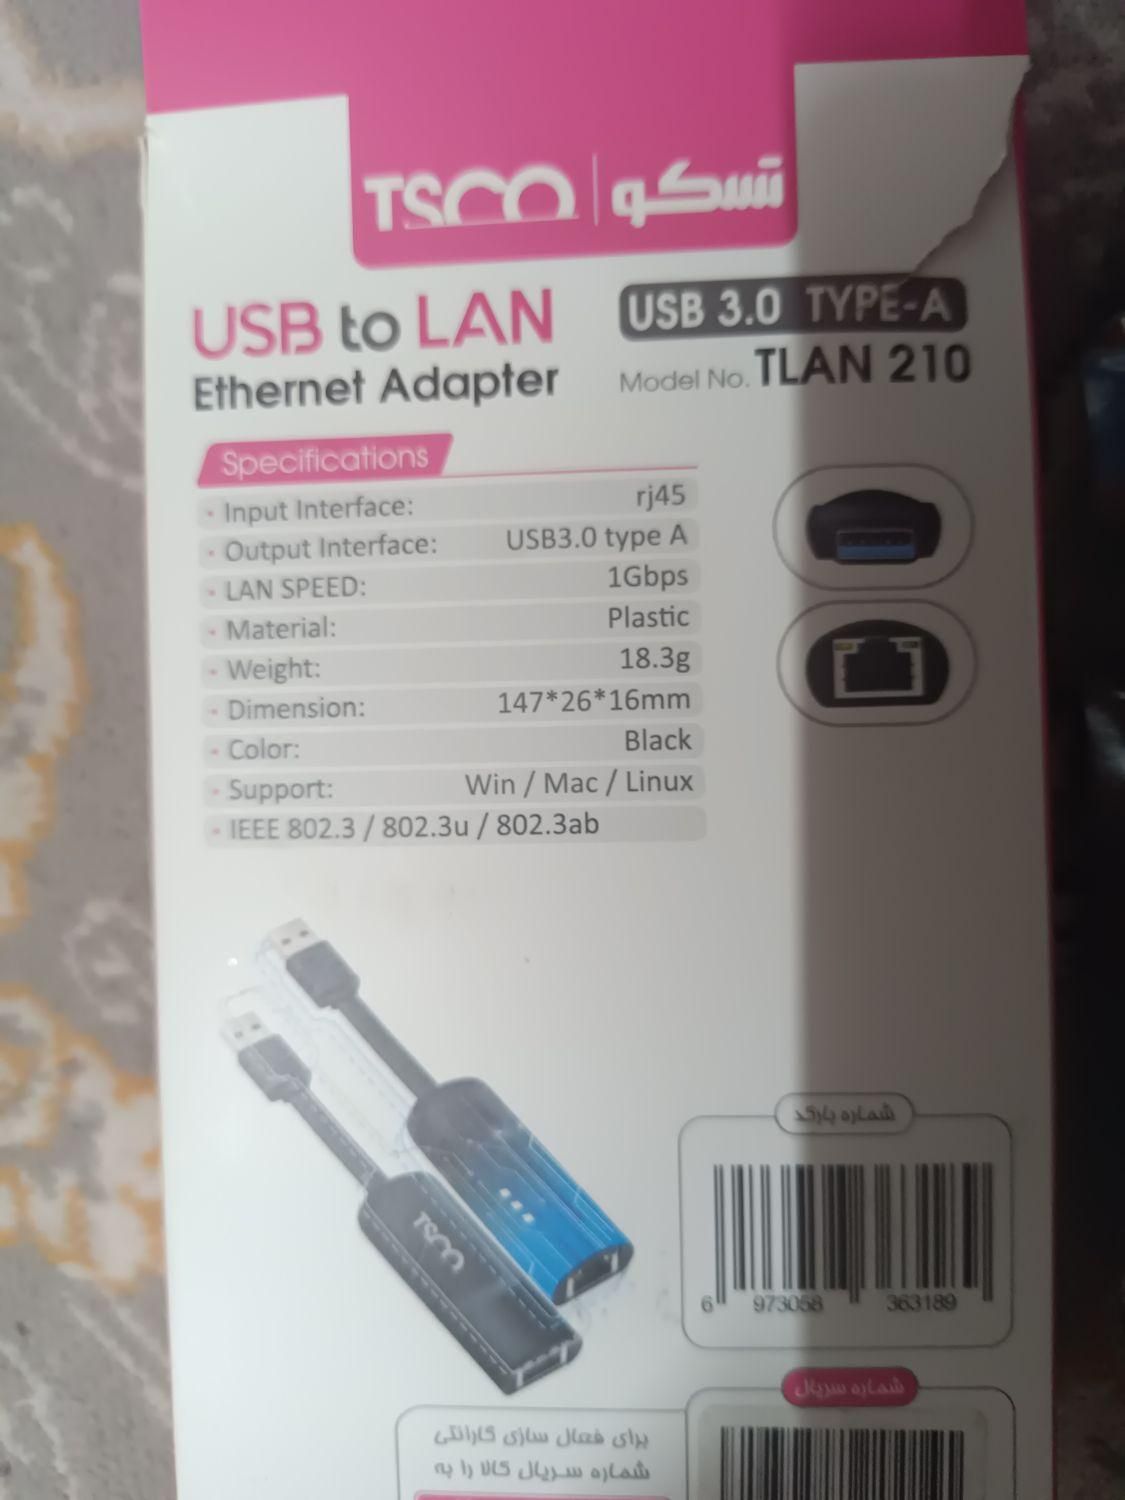 TSCO | تسکو
USB to LAN
Ethernet Adapter
USB 3.0 TYPE-A
Model No. TLAN 210
Specifications
Input Interface: rj45
Output Interface: USB3.0 type A
LAN SPEED: 1Gbps
Material: Plastic
Weight: 18.3g
Dimension: 147*26*16mm
Color: Black
Support: Win / Mac / Linux
IEEE 802.3 / 802.3u / 802.3ab
TSCO
شماره بارکد
6 973058 363189
شماره سریال
برای فعال سازی گارانتی
شماره سریال کالا را به